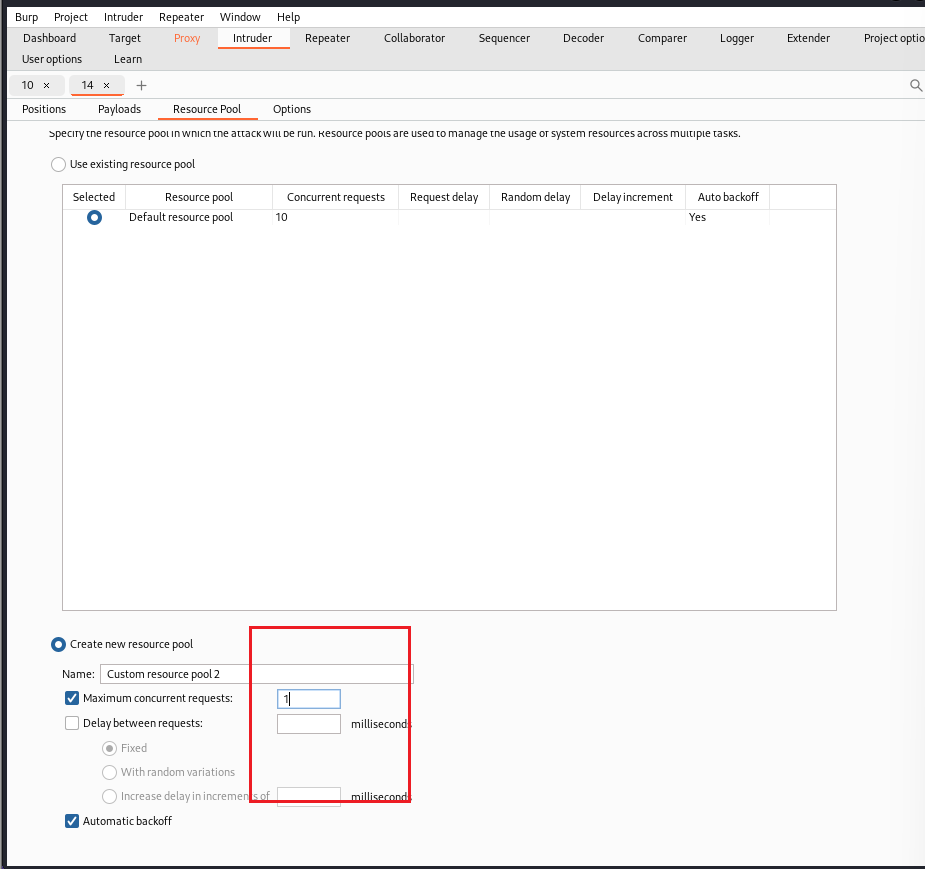 Burp Project Intruder Repeater Window Help
Dashboard Target Proxy Intruder Repeater Collaborator Sequencer Decoder Comparer Logger Extender Project optio
User options Learn
10 × 14 × +
Positions Payloads Resource Pool Options
Specify the resource pool in which the attack will be run. Resource pools are used to manage the usage of system resources across multiple tasks.
Use existing resource pool
Selected Resource pool Concurrent requests Request delay Random delay Delay increment Auto backoff
Default resource pool 10 Yes
Create new resource pool
Name: Custom resource pool 2
Maximum concurrent requests: 1
Delay between requests: milliseconds
Fixed
With random variations
Increase delay in increments of milliseconds
Automatic backoff